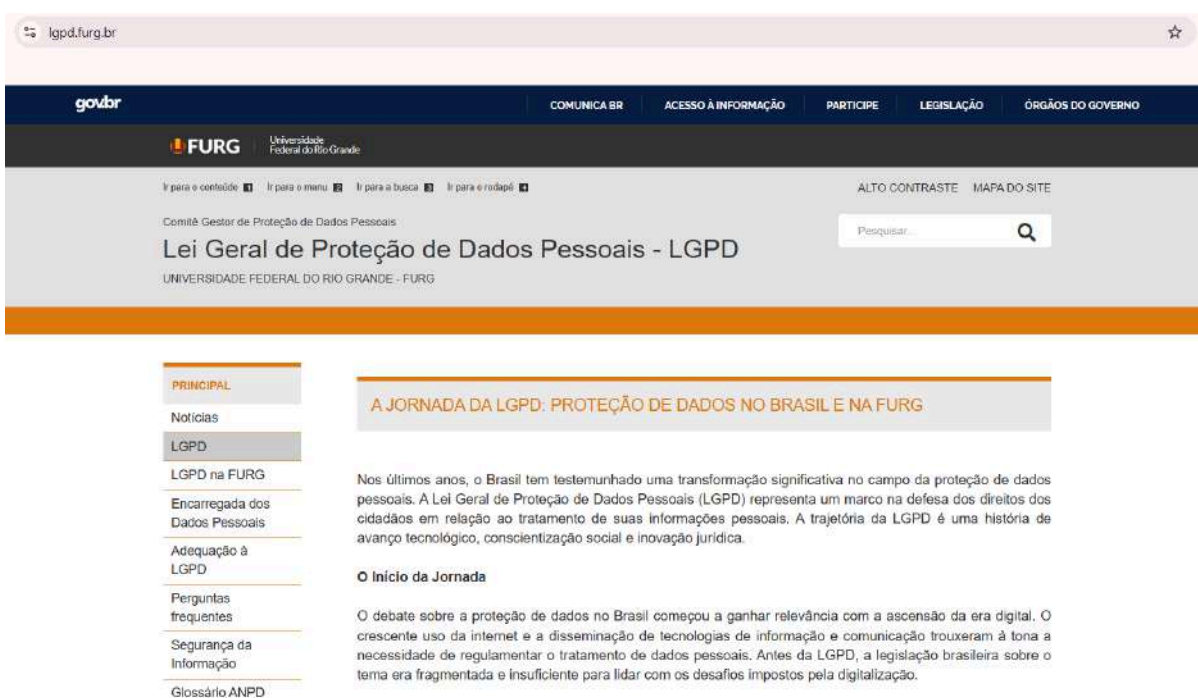 lgpd.furg.br
gov.br
COMUNICA BR
ACESSO À INFORMAÇÃO
PARTICIPE
LEGISLAÇÃO
ÓRGÃOS DO GOVERNO
FURG
Universidade
Federal do Rio Grande
Ir para o conteúdo 1 Ir para o menu 2 Ir para a busca 3 Ir para o rodapé 4
ALTO CONTRASTE MAPA DO SITE
Comitê Gestor de Proteção de Dados Pessoais
Lei Geral de Proteção de Dados Pessoais - LGPD
UNIVERSIDADE FEDERAL DO RIO GRANDE - FURG
Pesquisar...
PRINCIPAL
Notícias
LGPD
LGPD na FURG
Encarregada dos
Dados Pessoais
Adequação à
LGPD
Perguntas
frequentes
Segurança da
Informação
Glossário ANPD
A JORNADA DA LGPD: PROTEÇÃO DE DADOS NO BRASIL E NA FURG
Nos últimos anos, o Brasil tem testemunhado uma transformação significativa no campo da proteção de dados
pessoais. A Lei Geral de Proteção de Dados Pessoais (LGPD) representa um marco na defesa dos direitos dos
cidadãos em relação ao tratamento de suas informações pessoais. A trajetória da LGPD é uma história de
avanço tecnológico, conscientização social e inovação jurídica.
O Início da Jornada
O debate sobre a proteção de dados no Brasil começou a ganhar relevância com a ascensão da era digital. O
crescente uso da internet e a disseminação de tecnologias de informação e comunicação trouxeram à tona a
necessidade de regulamentar o tratamento de dados pessoais. Antes da LGPD, a legislação brasileira sobre o
tema era fragmentada e insuficiente para lidar com os desafios impostos pela digitalização.